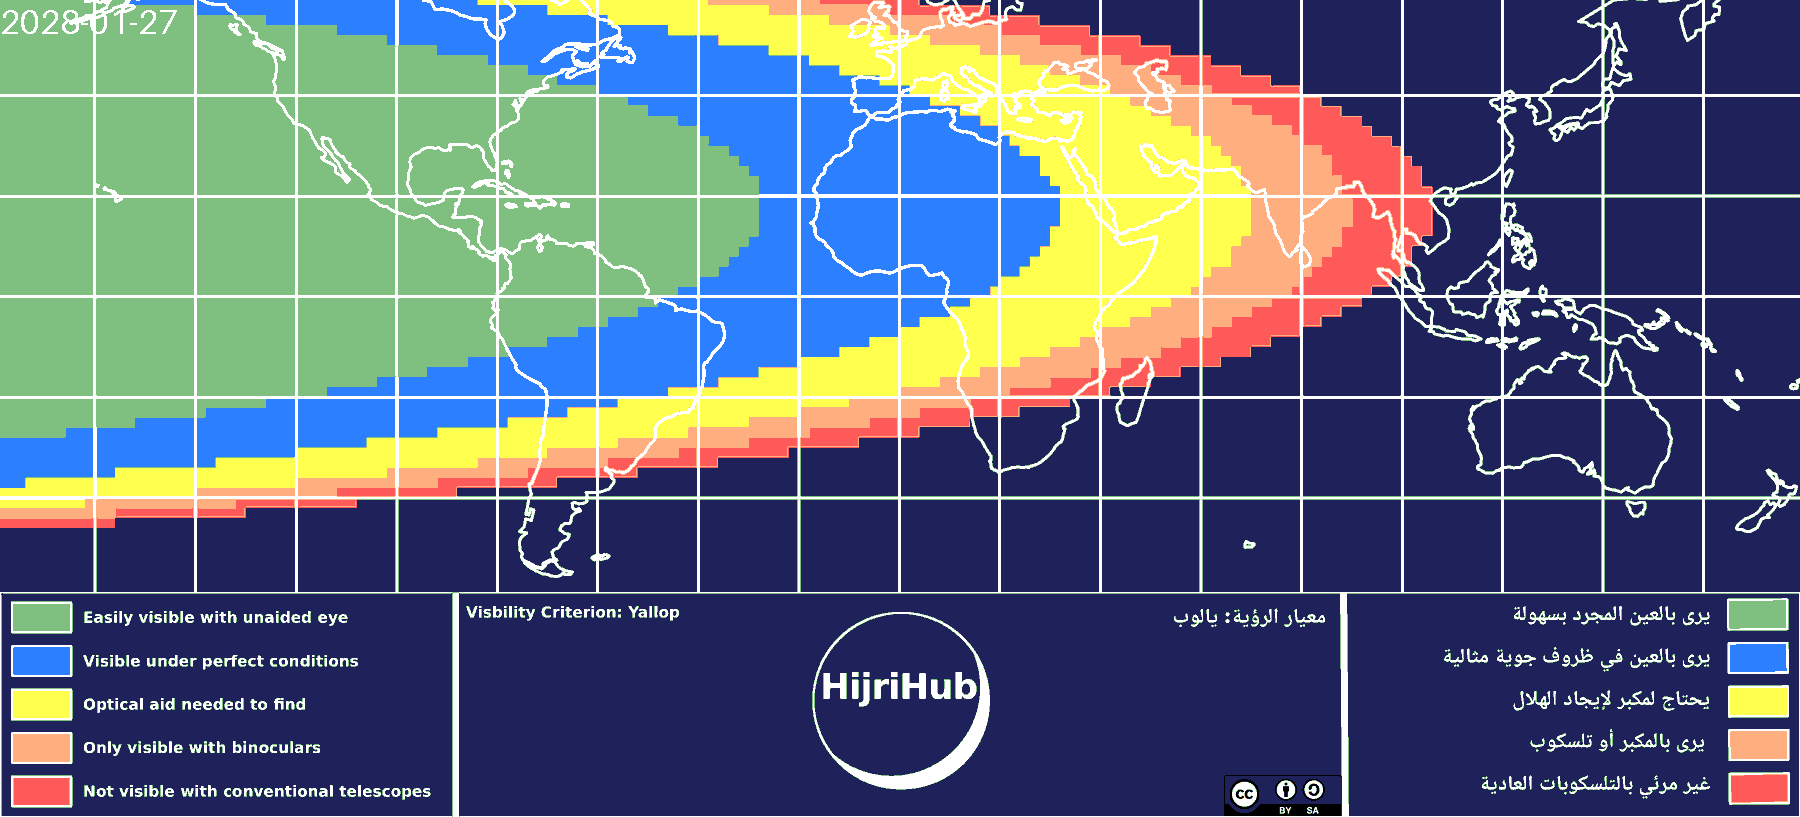 2028-01-27
Easily visible with unaided eye
Visible under perfect conditions
Optical aid needed to find
Only visible with binoculars
Not visible with conventional telescopes
Visbility Criterion: Yallop
معيار الرؤية: يالوب
HijriHub
cc
BY SA
يرى بالعين المجرد بسهولة
يرى بالعين في ظروف جوية مثالية
يحتاج لمكبر لإيجاد الهلال
يرى بالمكبر أو تلسكوب
غير مرئي بالتلسكوبات العادية